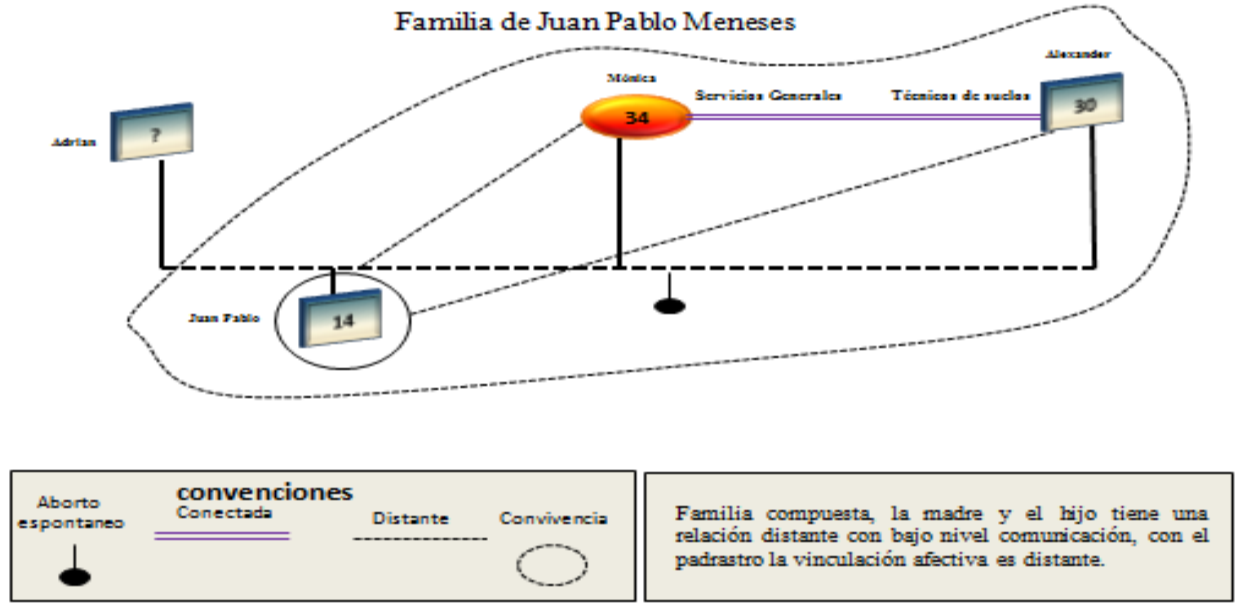 Familia de Juan Pablo Meneses
Alexander
Mónica
Servicios Generales
Técnicos de suelos
34
30
Adrian
?
Juan Pablo
14
convenciones
Aborto
espontaneo
Conectada
Distante
Convivencia
Familia compuesta, la madre y el hijo tiene una
relación distante con bajo nivel comunicación, con el
padrastro la vinculación afectiva es distante.